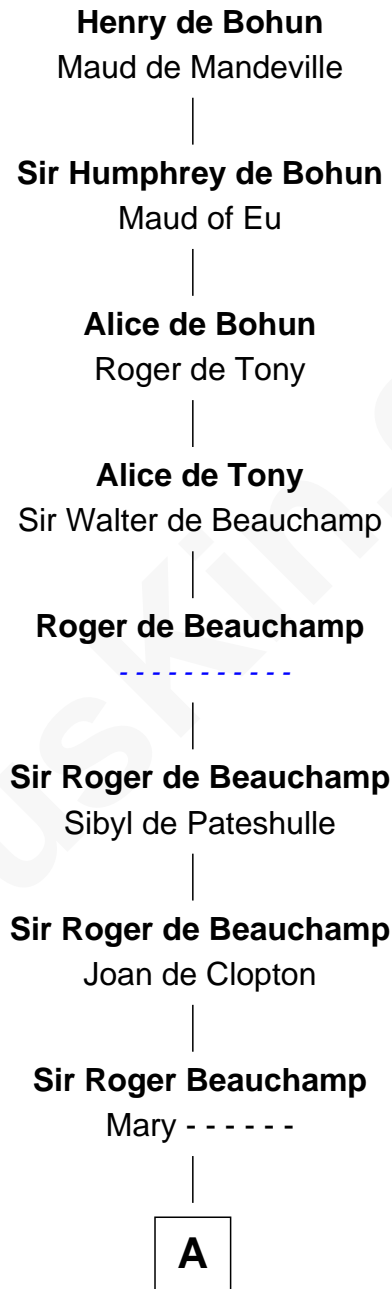 Henry de Bohun
Maud de Mandeville
Sir Humphrey de Bohun
Maud of Eu
Alice de Bohun
Roger de Tony
Alice de Tony
Sir Walter de Beauchamp
Roger de Beauchamp
- - - - - - - - - - -
Sir Roger de Beauchamp
Sibyl de Pateshulle
Sir Roger de Beauchamp
Joan de Clopton
Sir Roger Beauchamp
Mary - - - - - -
A